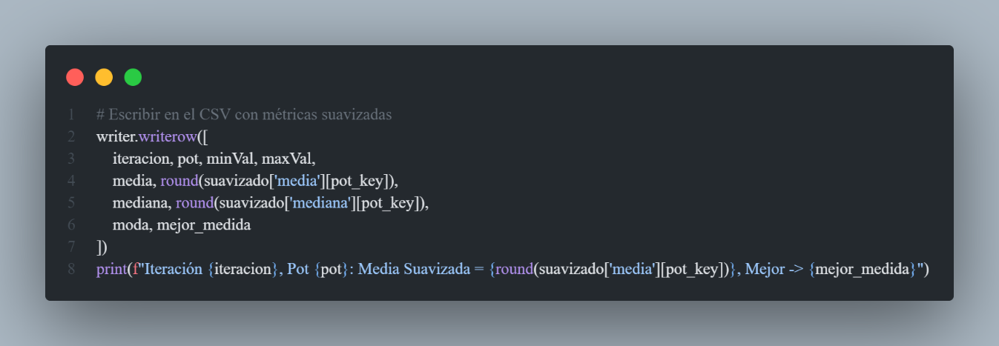 1 # Escribir en el CSV con métricas suavizadas
2 writer.writerow([
3 iteracion, pot, minVal, maxVal,
4 media, round(suavizado['media'][pot_key]),
5 mediana, round(suavizado['mediana'][pot_key]),
6 moda, mejor_medida
7 ])
8 print(f"Iteración {iteracion}, Pot {pot}: Media Suavizada = {round(suavizado['media'][pot_key])}, Mejor -> {mejor_medida}")